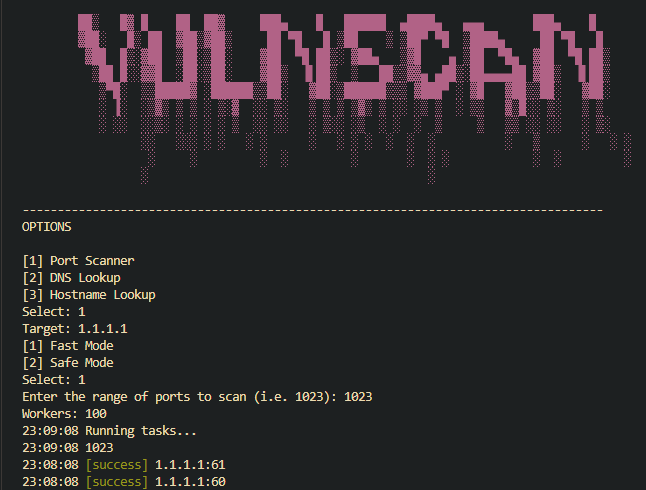 --------------------------------------------------------------------------------
OPTIONS
[1] Port Scanner
[2] DNS Lookup
[3] Hostname Lookup
Select: 1
Target: 1.1.1.1
[1] Fast Mode
[2] Safe Mode
Select: 1
Enter the range of ports to scan (i.e. 1023): 1023
Workers: 100
23:09:08 Running tasks...
23:09:08 1023
23:08:08 [success] 1.1.1.1:61
23:08:08 [success] 1.1.1.1:60